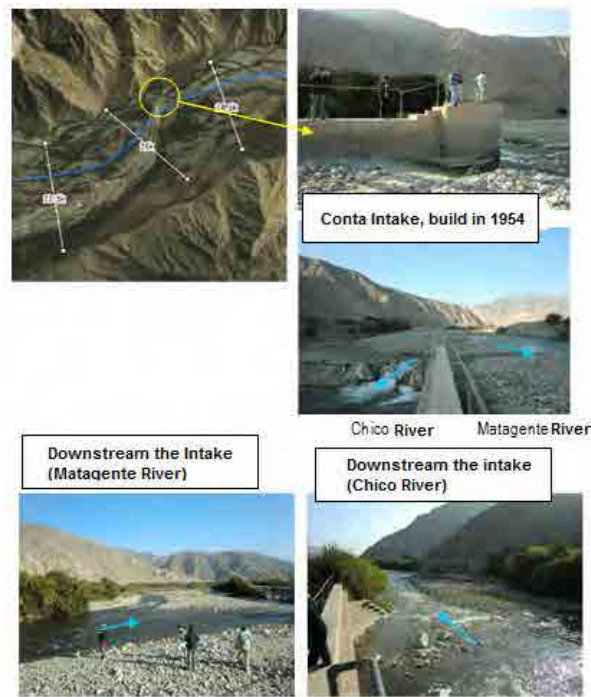 Conta Intake, build in 1954
Chico River
Matagente River
Downstream the Intake
(Matagente River)
Downstream the intake
(Chico River)